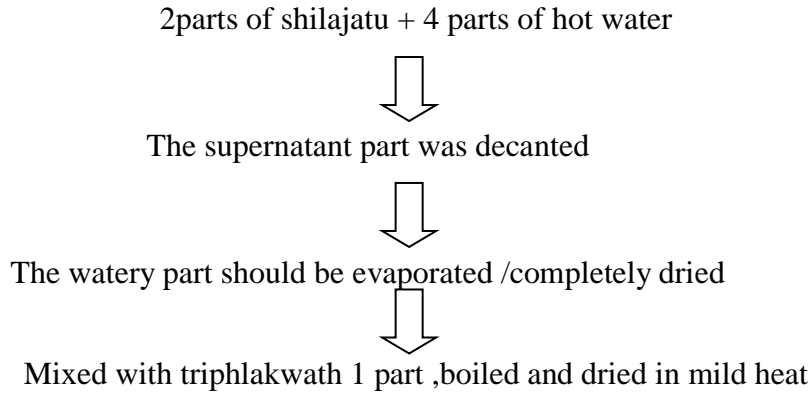 2parts of shilajatu + 4 parts of hot water
The supernatant part was decanted
The watery part should be evaporated /completely dried
Mixed with triphlakwath 1 part ,boiled and dried in mild heat